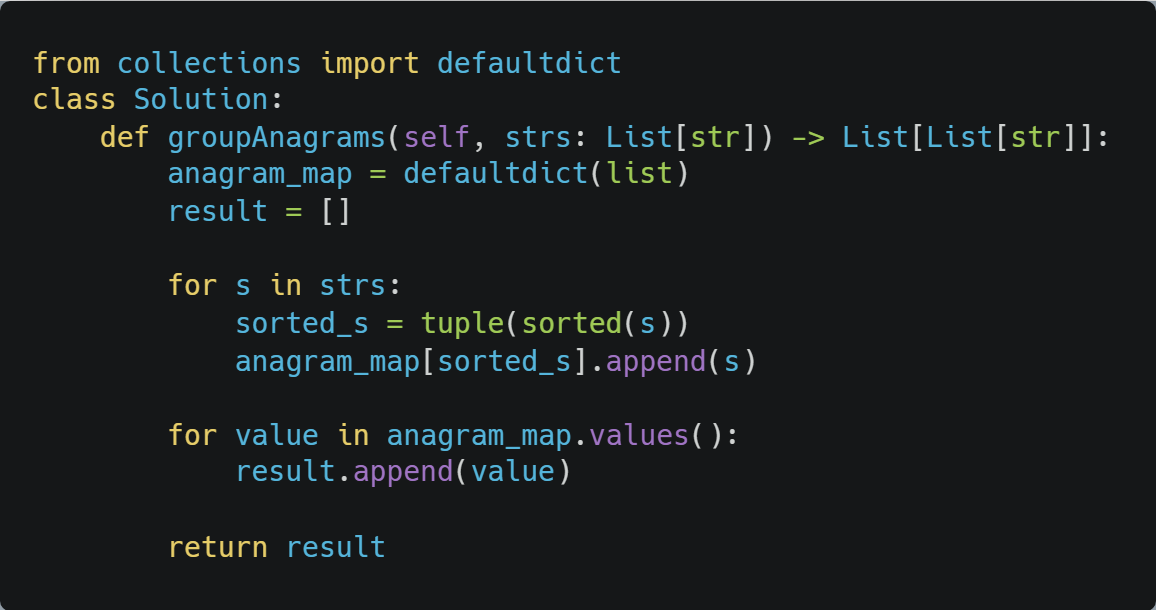 from collections import defaultdict
class Solution:
    def groupAnagrams(self, strs: List[str]) -> List[List[str]]:
        anagram_map = defaultdict(list)
        result = []

        for s in strs:
            sorted_s = tuple(sorted(s))
            anagram_map[sorted_s].append(s)

        for value in anagram_map.values():
            result.append(value)

        return result